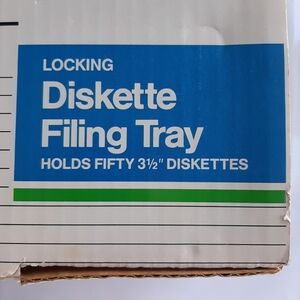 LOCKING
Diskette
Filing Tray
HOLDS FIFTY 3½" DISKETTES